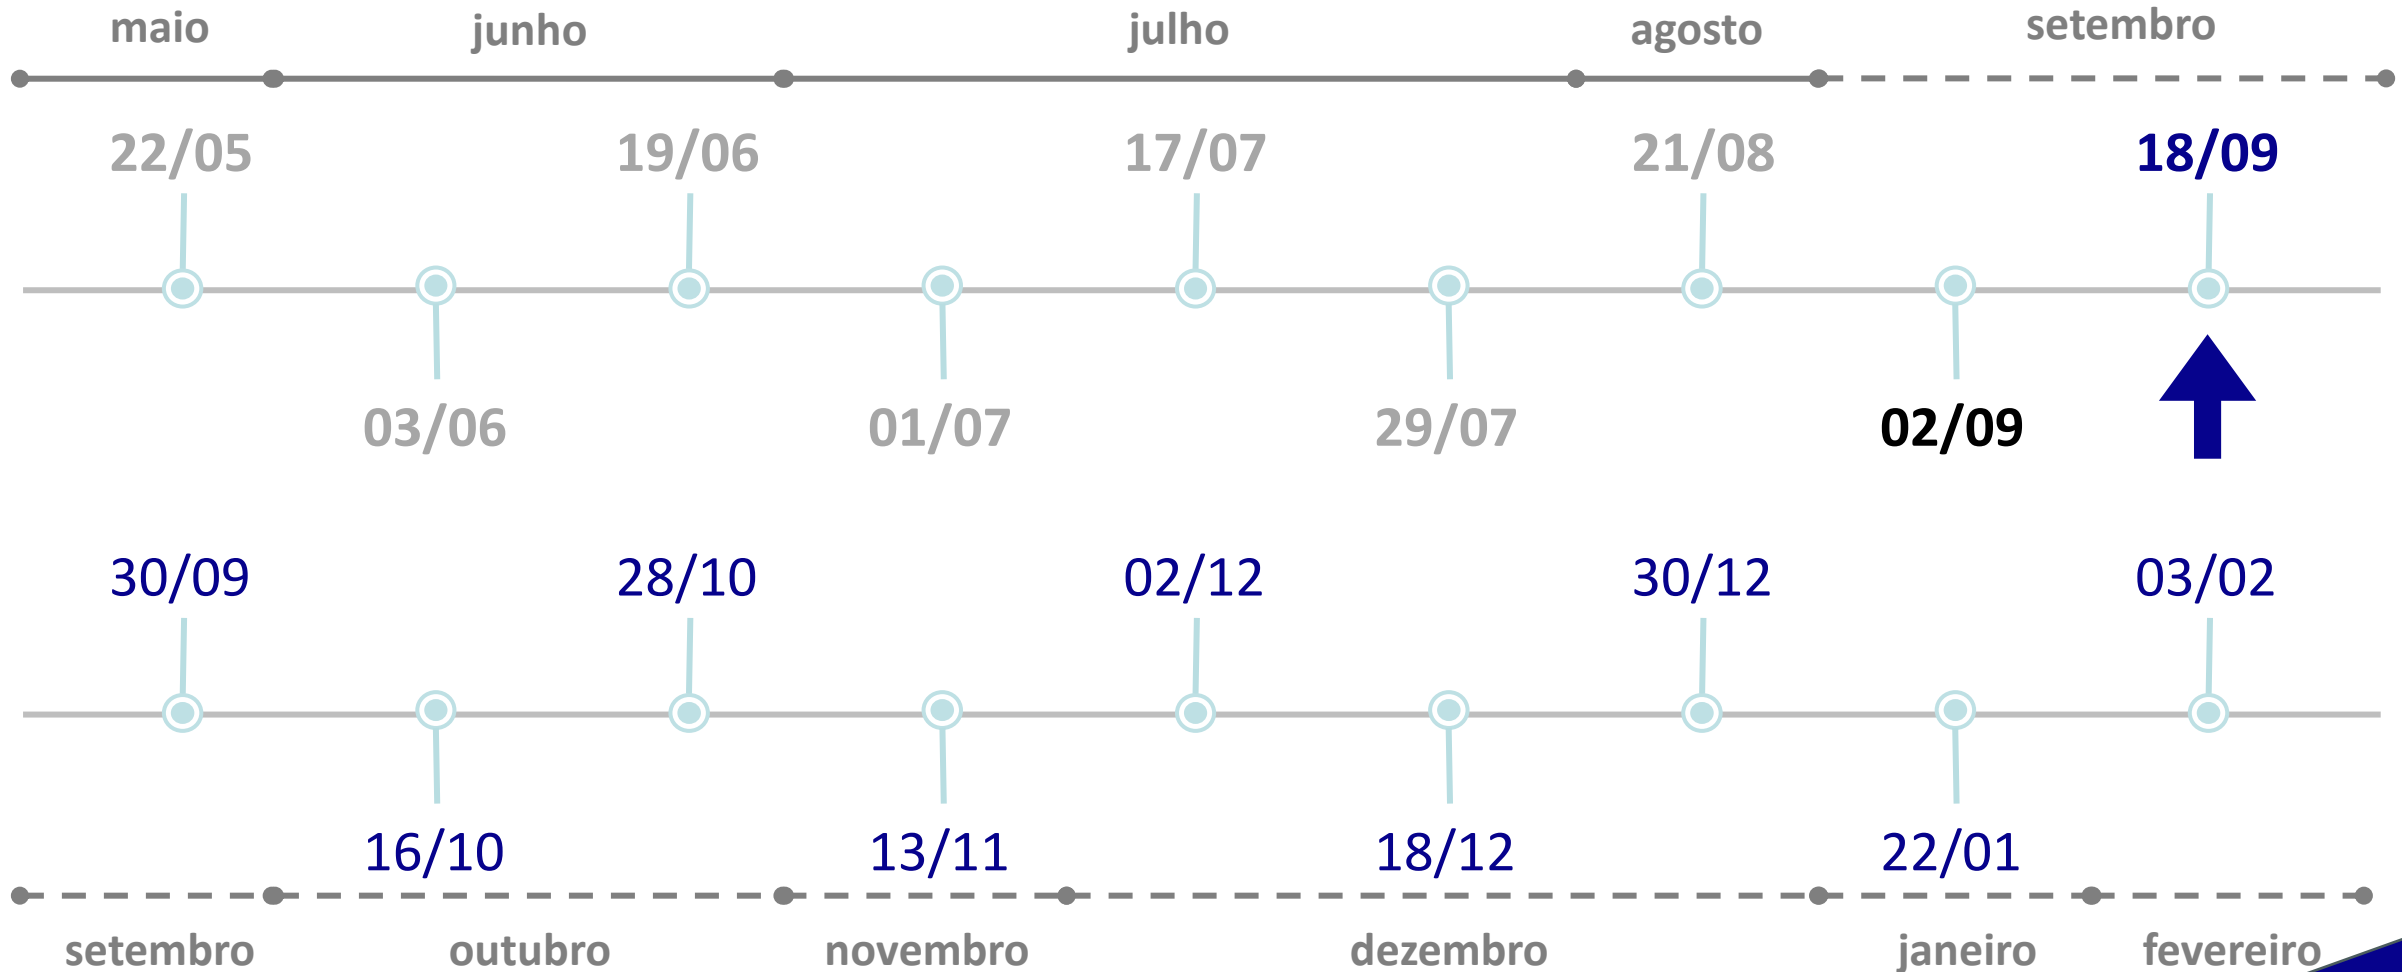 maio junho julho agosto setembro
22/05 19/06 17/07 21/08 18/09
03/06 01/07 29/07 02/09
30/09 28/10 02/12 30/12 03/02
16/10 13/11 18/12 22/01
setembro outubro novembro dezembro janeiro fevereiro